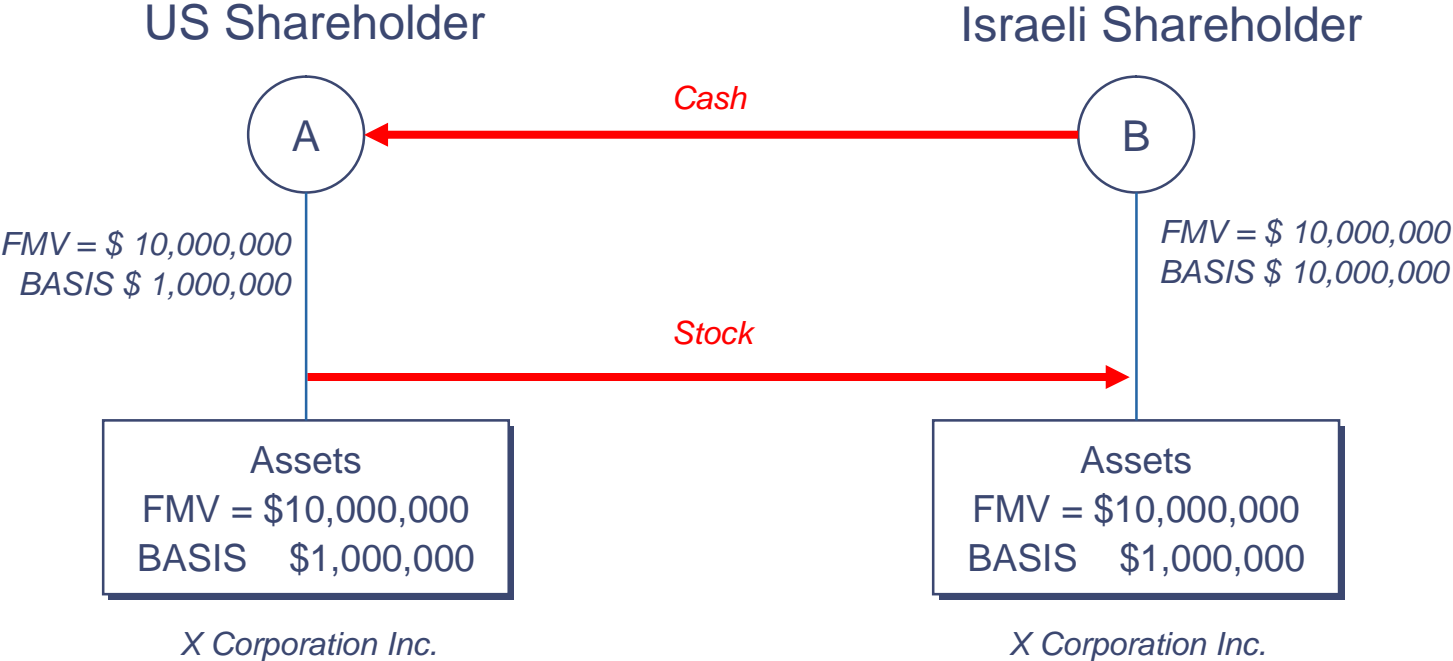 US Shareholder
Israeli Shareholder
Cash
A
B
FMV = $ 10,000,000
BASIS $ 1,000,000
FMV = $ 10,000,000
BASIS $ 10,000,000
Stock
Assets
FMV = $10,000,000
BASIS $1,000,000
Assets
FMV = $10,000,000
BASIS $1,000,000
X Corporation Inc.
X Corporation Inc.